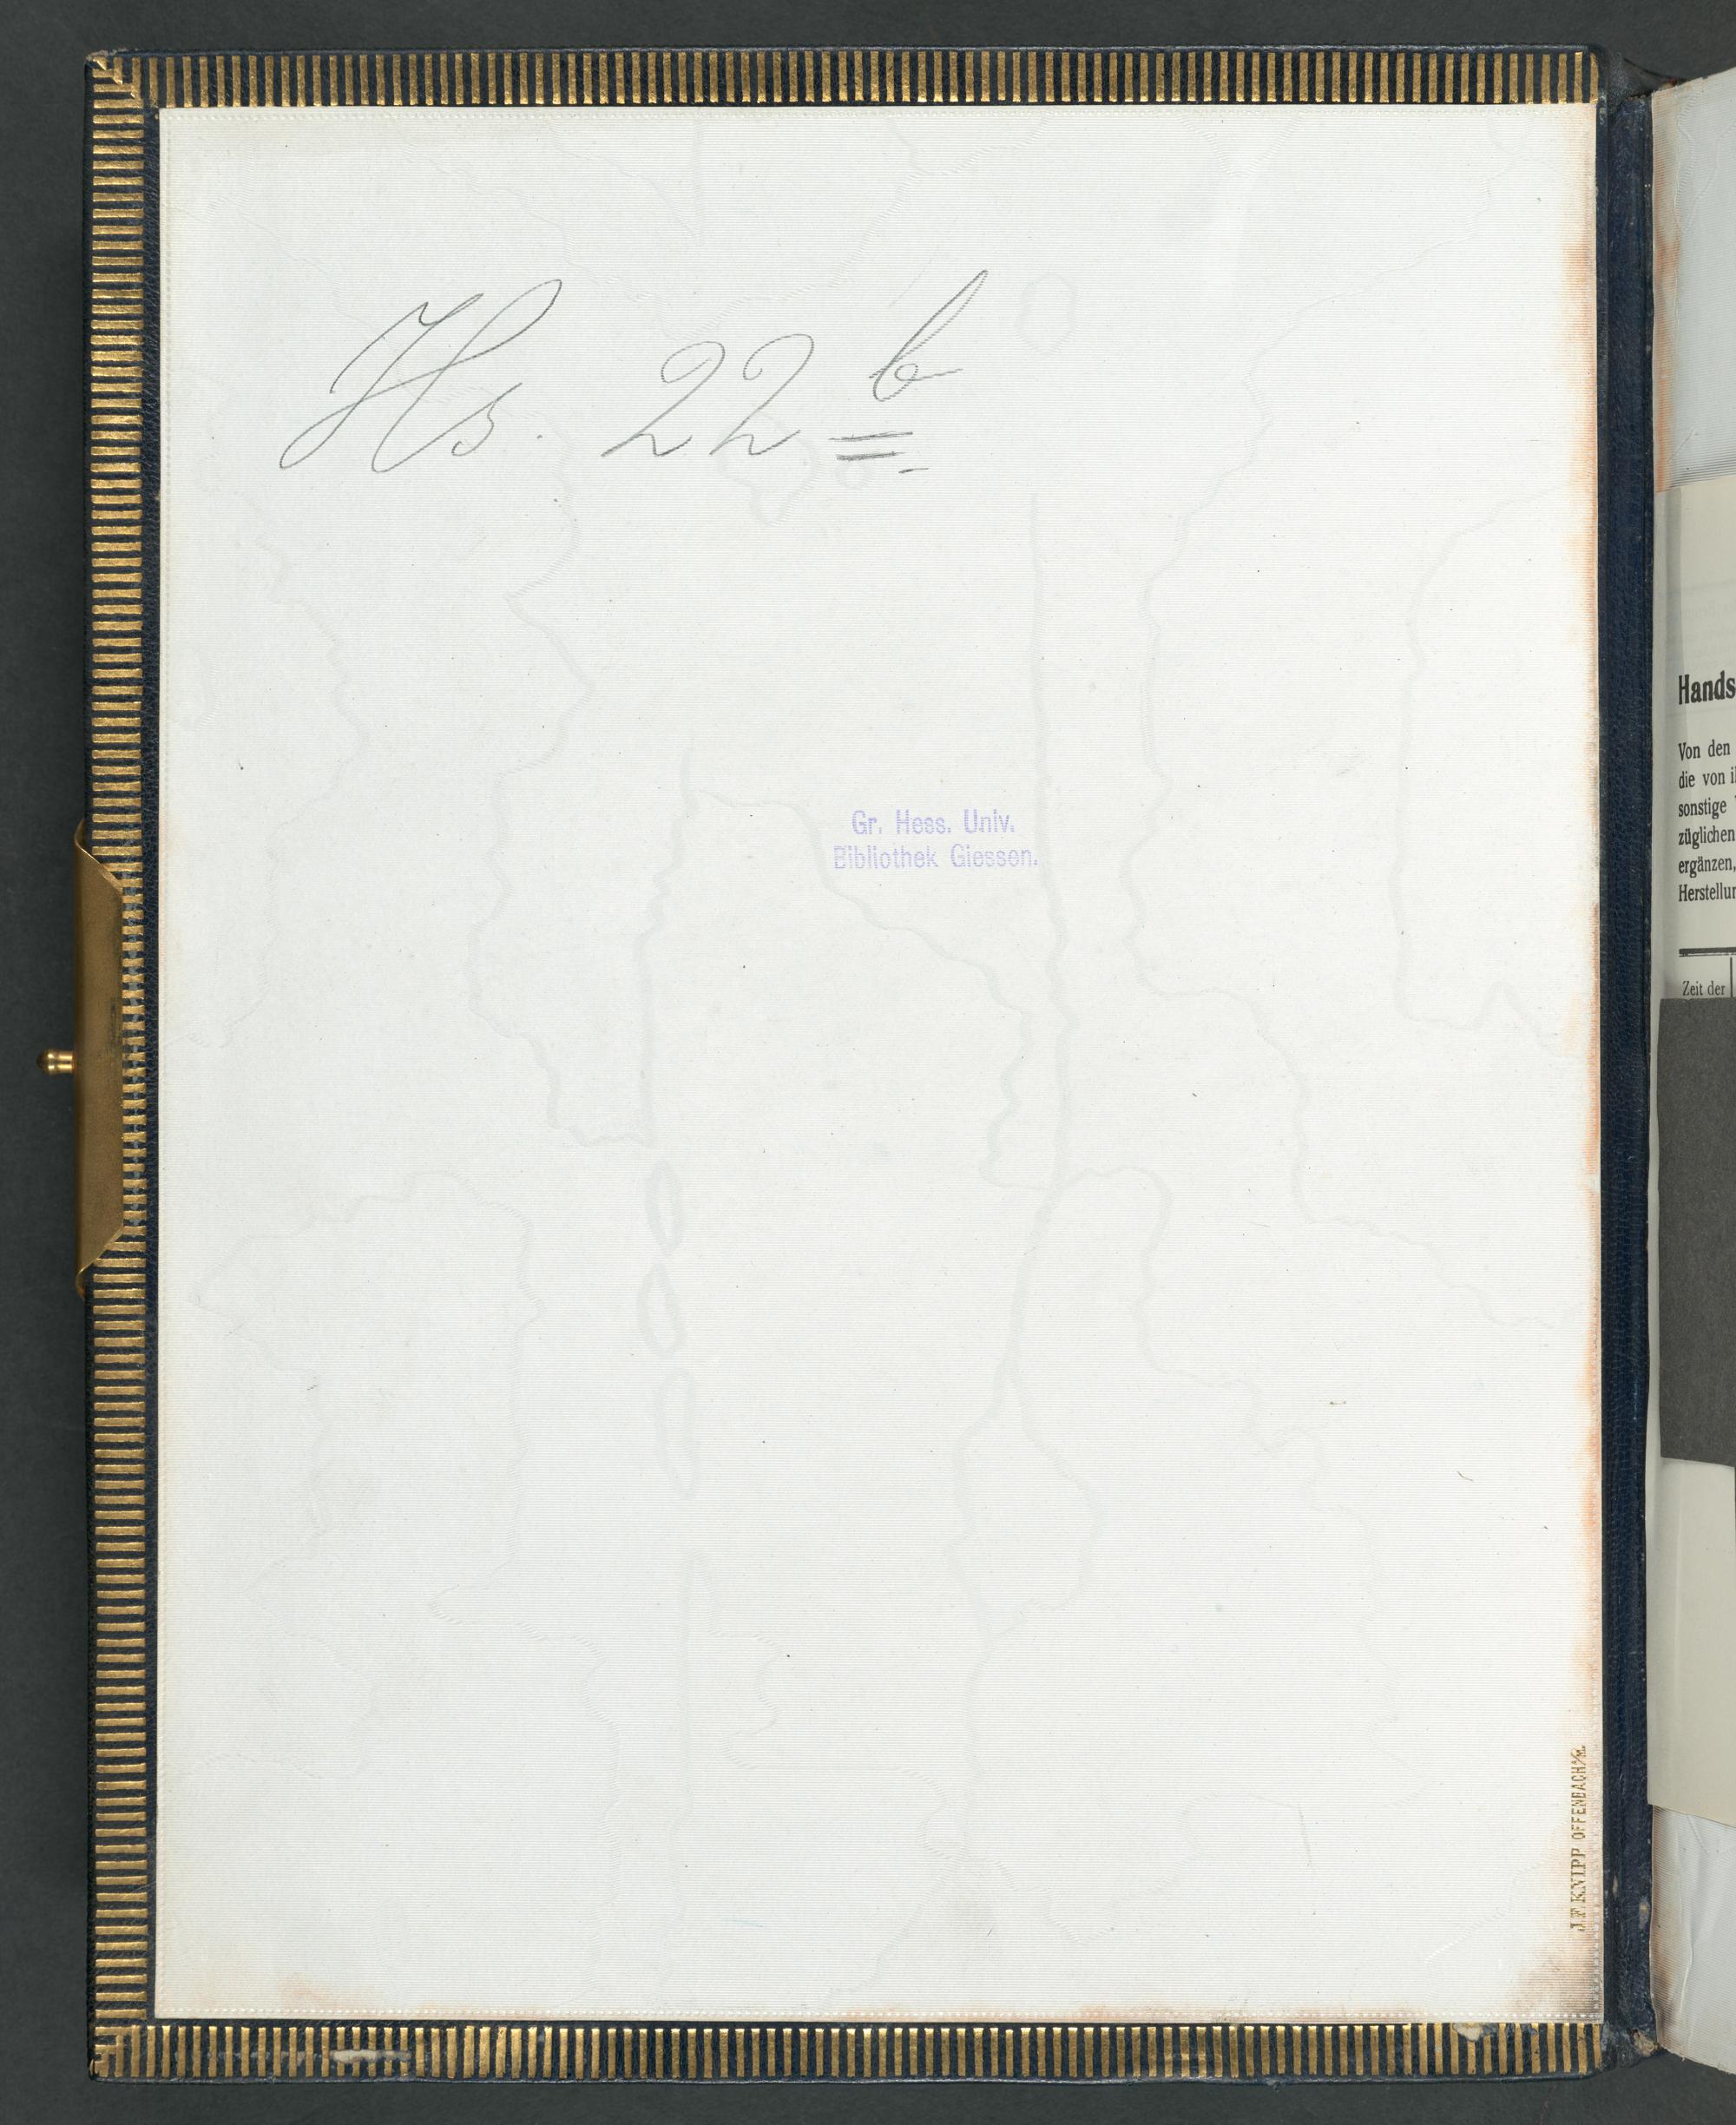 Hs. 22 b.
Gr. Hess. Univ.
Bibliothek Giessen.
J. F. KNIPP OFFENBACH a/M.
Hands
Von den
die von
sonstige
züglichen
ergänzen,
Zeit der